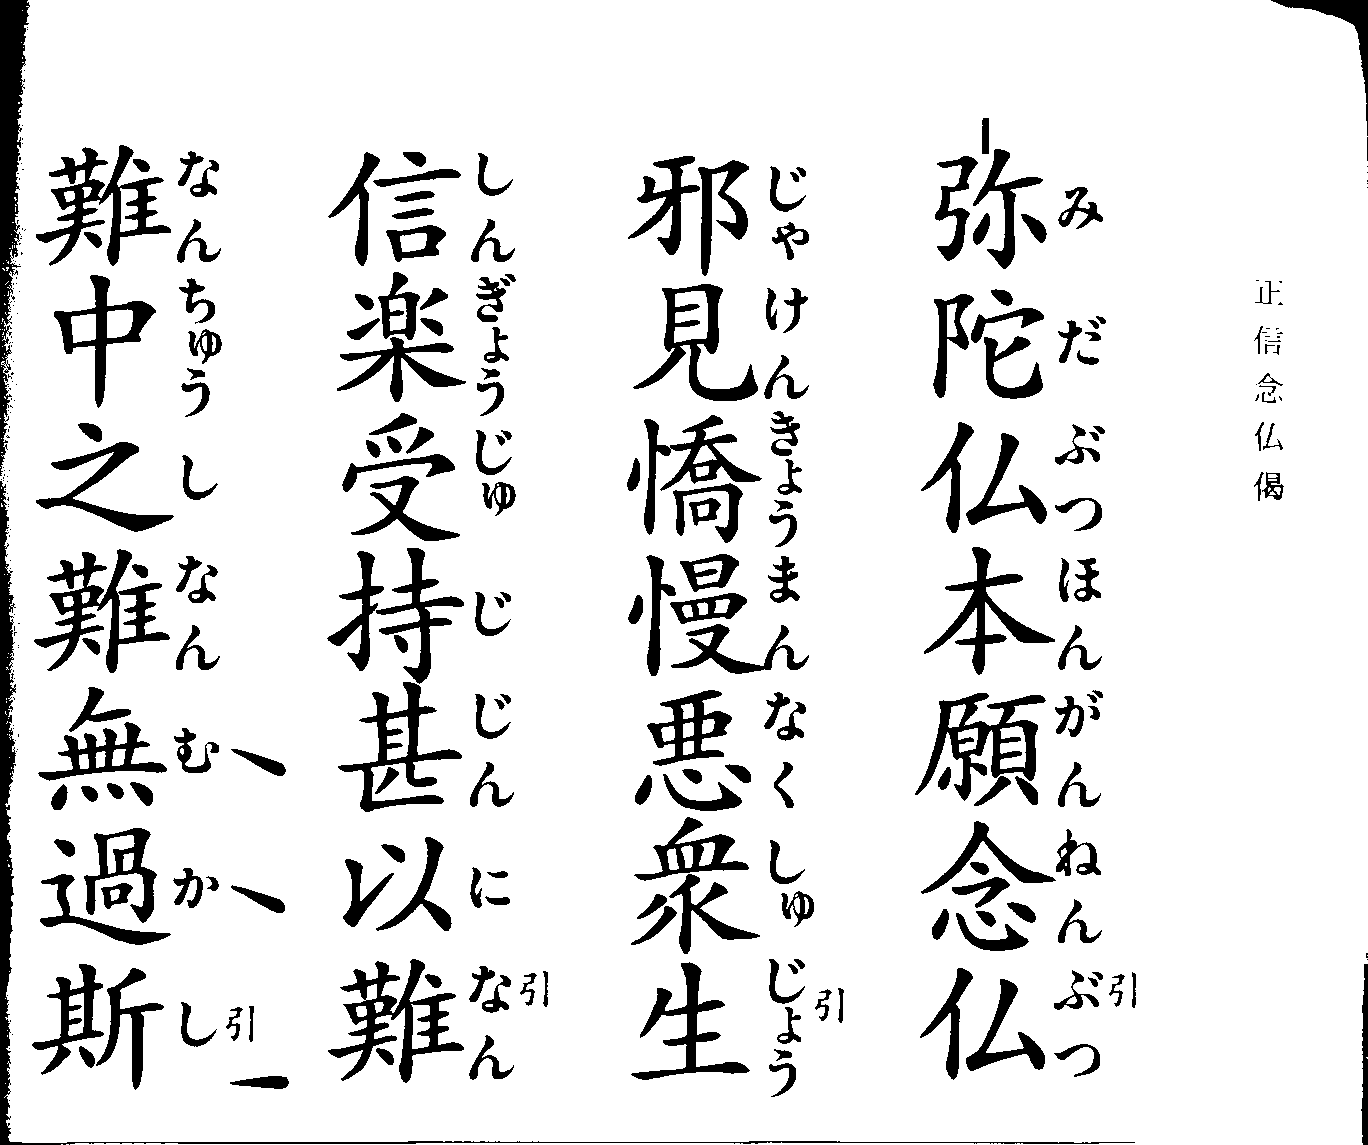 正信念仏偈
弥陀仏本願念仏
みだぶつほんがんねんぶつ
引
邪見憍慢悪衆生
じゃけんきょうまんなくしゅじょう
引
信楽受持甚以難
しんぎょうじゅじじんになん
引
難中之難無過斯
なんちゅうしなんむかし
引